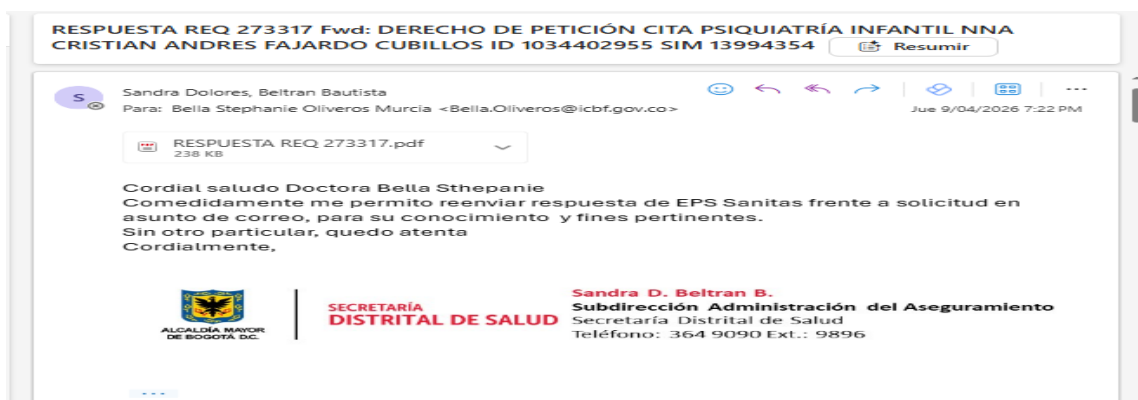 RESPUESTA REQ 273317 Fwd: DERECHO DE PETICIÓN CITA PSIQUIATRÍA INFANTIL NNA
CRISTIAN ANDRES FAJARDO CUBILLOS ID 1034402955 SIM 13994354 Resumir
S
Sandra Dolores, Beltran Bautista
Para: Bella Stephanie Oliveros Murcia <Bella.Oliveros@icbf.gov.co>
Jue 9/04/2026 7:22 PM
RESPUESTA REQ 273317.pdf
238 KB
Cordial saludo Doctora Bella Sthepanie
Comedidamente me permito reenviar respuesta de EPS Sanitas frente a solicitud en
asunto de correo, para su conocimiento y fines pertinentes.
Sin otro particular, quedo atenta
Cordialmente,
ALCALDÍA MAYOR
DE BOGOTÁ D.C.
SECRETARÍA
DISTRITAL DE SALUD
Sandra D. Beltran B.
Subdirección Administración del Aseguramiento
Secretaría Distrital de Salud
Teléfono: 364 9090 Ext.: 9896